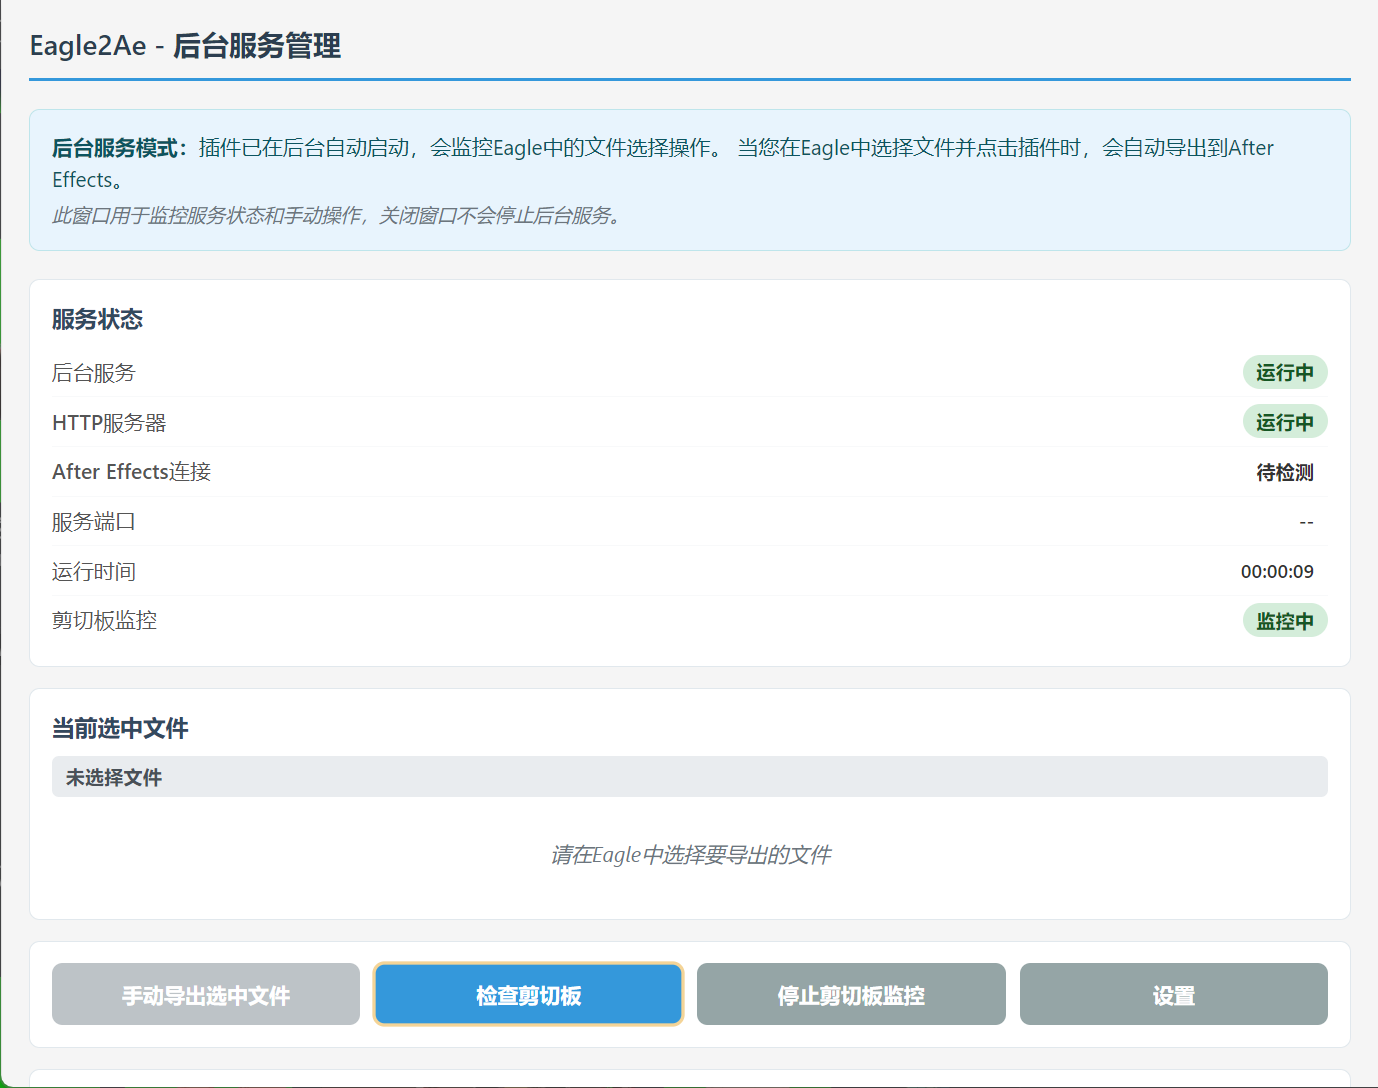 Eagle2Ae - 后台服务管理
后台服务模式：插件已在后台自动启动，会监控Eagle中的文件选择操作。 当您在Eagle中选择文件并点击插件时，会自动导出到After
Effects。
此窗口用于监控服务状态和手动操作，关闭窗口不会停止后台服务。
服务状态
后台服务 运行中
HTTP服务器 运行中
After Effects连接 待检测
服务端口 --
运行时间 00:00:09
剪切板监控 监控中
当前选中文件
未选择文件
请在Eagle中选择要导出的文件
手动导出选中文件 检查剪切板 停止剪切板监控 设置